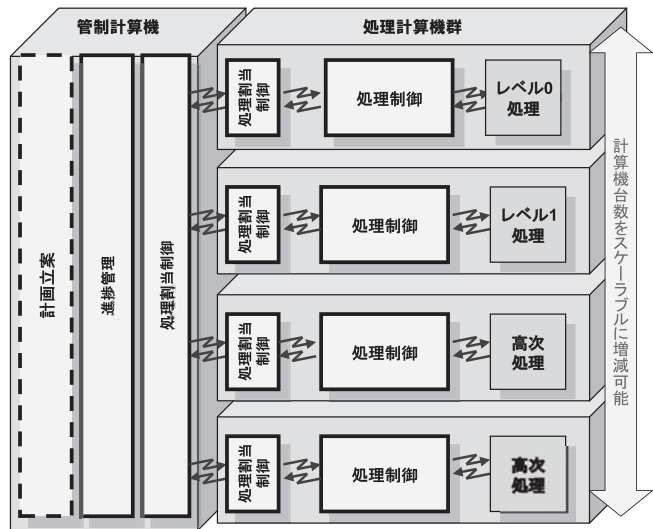 管制計算機
処理計算機群
計画立案
進捗管理
処理割当制御
処理割当
制御
処理制御
レベル0
処理
処理割当
制御
処理制御
レベル1
処理
処理割当
制御
処理制御
高次
処理
処理割当
制御
処理制御
高次
処理
計算機台数をスケーラブルに増減可能